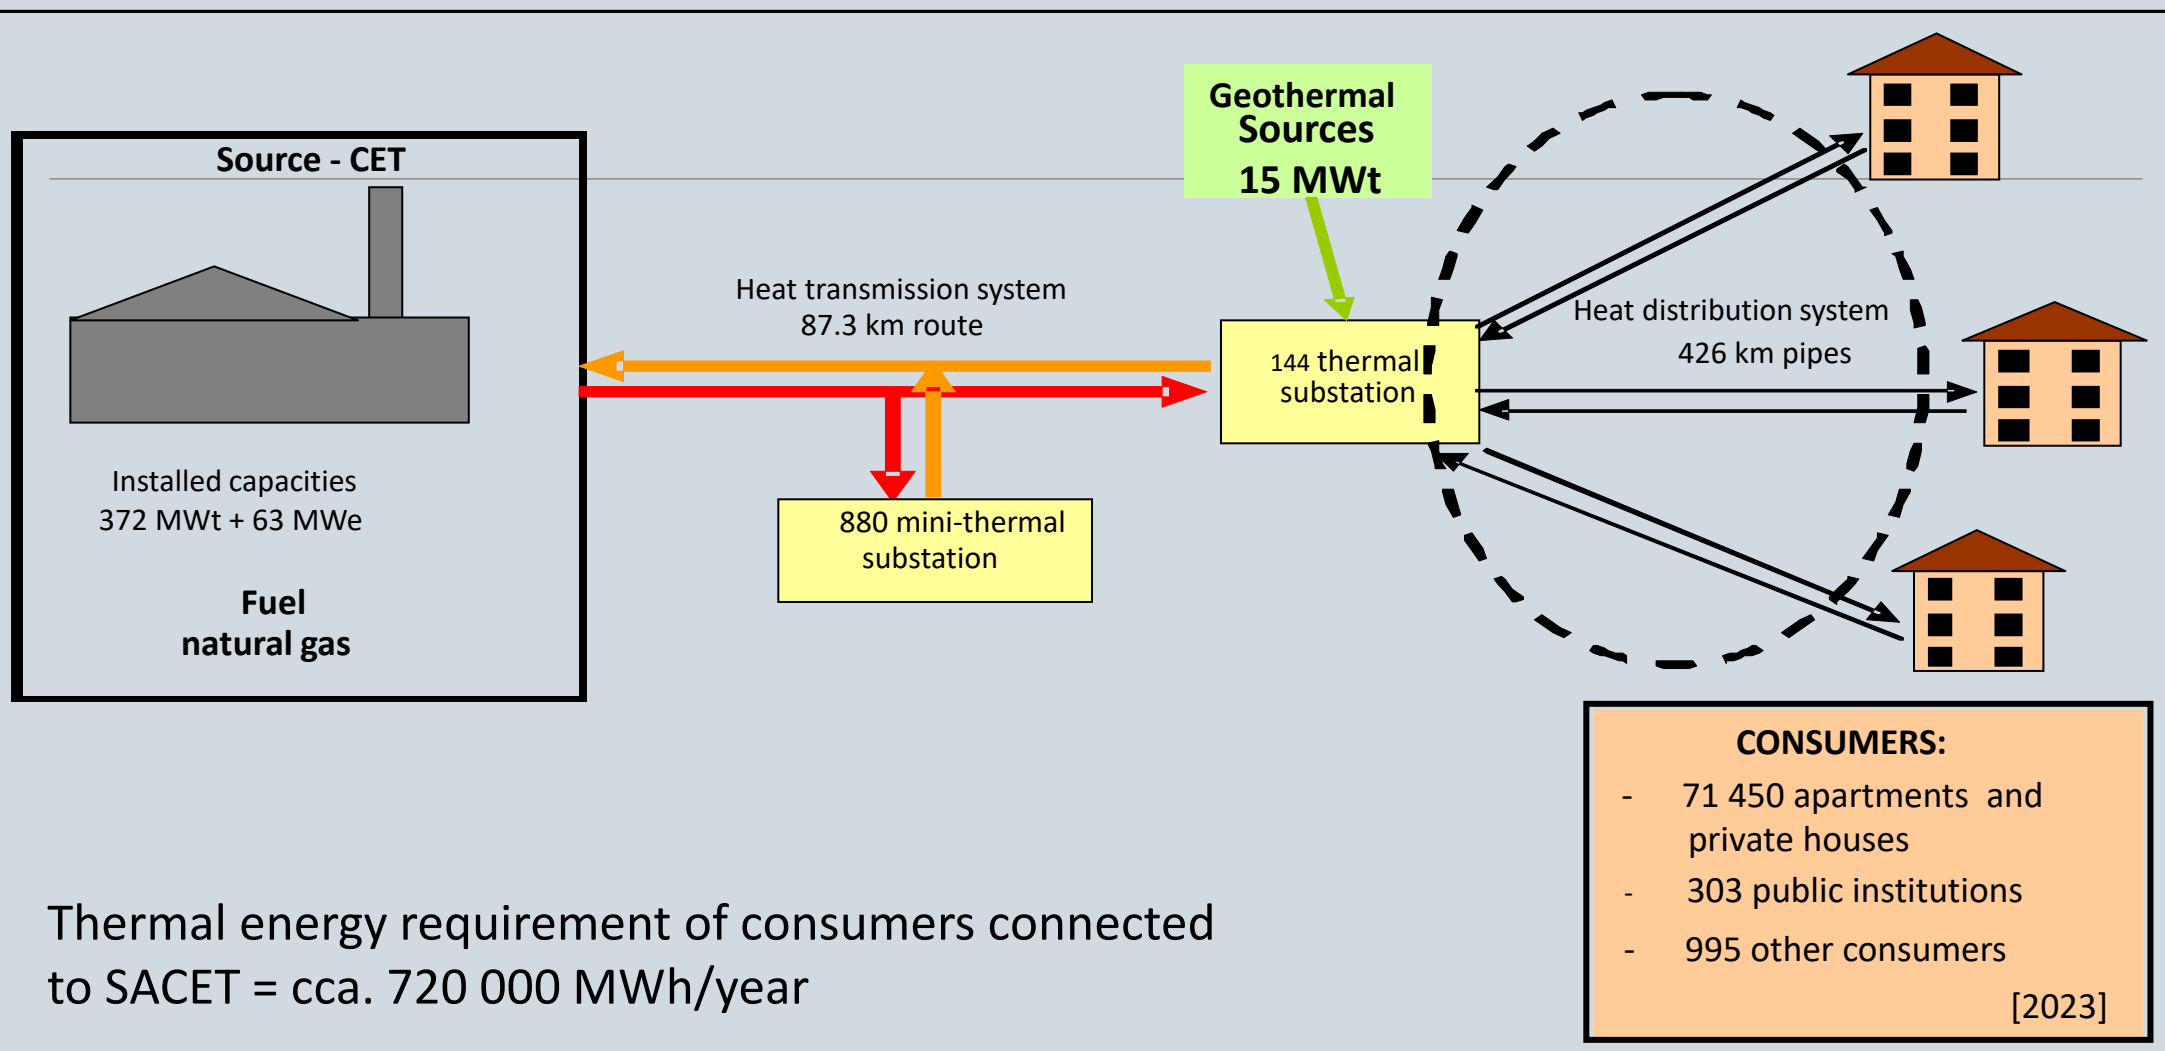 Source - CET
Installed capacities
372 MWt + 63 MWe
Fuel
natural gas
Heat transmission system
87.3 km route
880 mini-thermal
substation
Geothermal
Sources
15 MWt
144 thermal
substation
Heat distribution system
426 km pipes
CONSUMERS:
- 71 450 apartments and
private houses
- 303 public institutions
- 995 other consumers
[2023]
Thermal energy requirement of consumers connected
to SACET = cca. 720 000 MWh/year